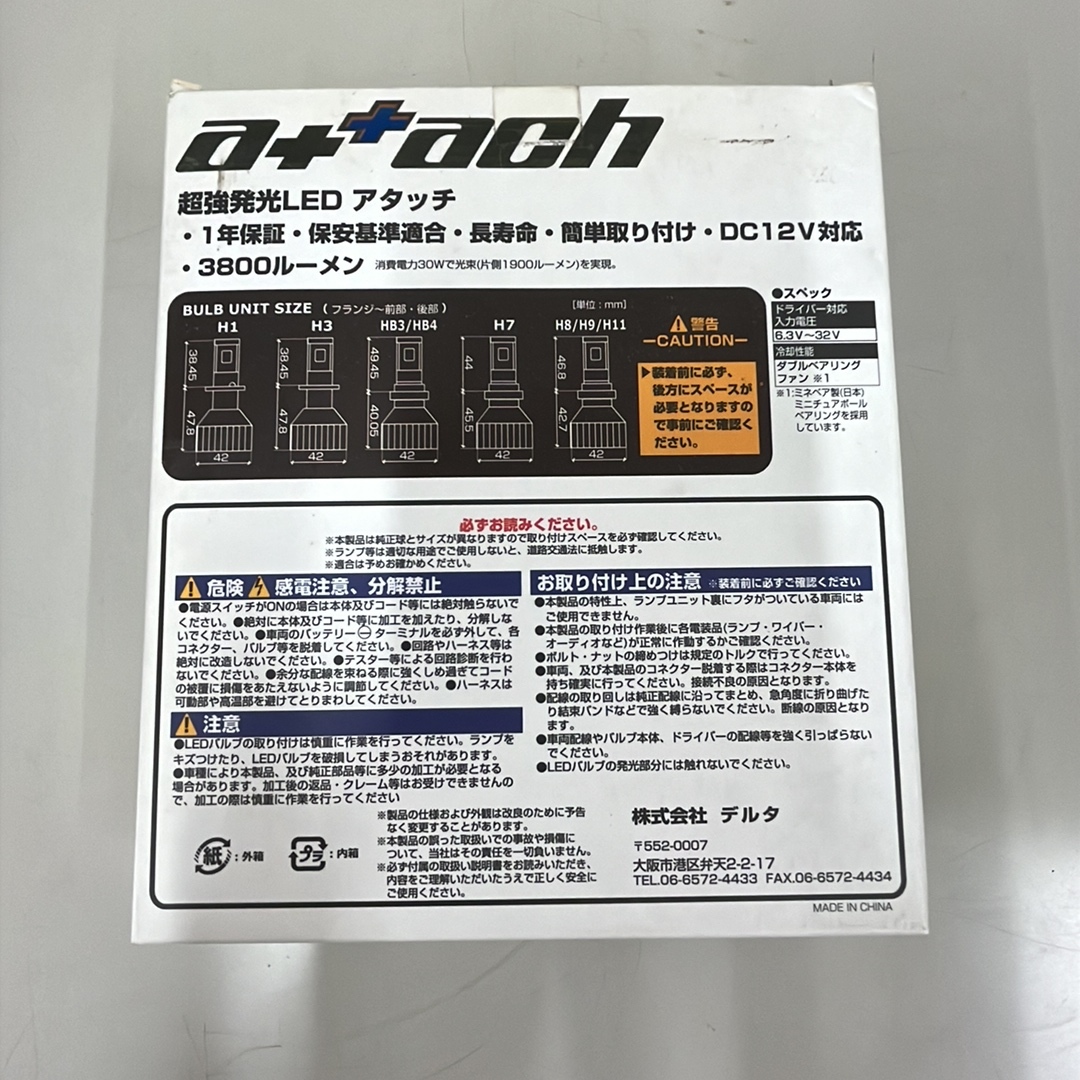 a++ach
超強発光LED アタッチ
・1年保証・保安基準適合・長寿命・簡単取り付け・DC12V対応
・3800ルーメン 消費電力30Wで光束(片側1900ルーメン)を実現。
BULB UNIT SIZE (フランジ～前部・後部) [単位:mm]
H1 H3 HB3/HB4 H7 H8/H9/H11
38.45 38.45 49.45 44 46.8
47.8 47.8 40.05 45.5 42.7
42 42 42 42 42
警告
ーCAUTIONー
▶装着前に必ず、
後方にスペースが
必要となりますの
で事前にご確認く
ださい。
●スペック
ドライバー対応
入力電圧
6.3V～32V
冷却性能
ダブルベアリング
ファン ※1
※1:ミネベア製(日本)
ミニチュアボール
ベアリングを採用
しています。
必ずお読みください。
※本製品は純正球とサイズが異なりますので取り付けスペースを必ず確認してください。
※ランプ等は適切な用途でご使用しないと、道路交通法に抵触します。
※適合は予めお確かめください。
危険 感電注意、分解禁止
●電源スイッチがONの場合は本体及びコード等には絶対触らないで
ください。●絶対に本体及びコード等に加工を加えたり、分解しな
いでください。●車両のバッテリー⊖ターミナルを必ず外して、各
コネクター、バルブ等を脱着してください。●回路やハーネス等は
絶対に改造しないでください。●テスター等による回路診断を行わ
ないでください。●余分な配線を束ねる際に強くしめ過ぎてコード
の被覆に損傷をあたえないように調節してください。●ハーネスは
可動部や高温部を避けてとりまわしてください。
注意
●LEDバルブの取り付けは慎重に作業を行ってください。ランプを
キズつけたり、LEDバルブを破損してしまうおそれがあります。
●車種により本製品、及び純正部品等に多少の加工が必要となる
場合があります。加工後の返品・クレーム等はお受けできませんの
で、加工の際は慎重に作業を行ってください
お取り付け上の注意 ※装着前に必ずご確認ください
●本製品の特性上、ランプユニット裏にフタがついている車両には
ご使用できません。
●本製品の取り付け作業後に各電装品(ランプ・ワイパー・
オーディオなど)が正常に作動するかご確認ください。
●ボルト・ナットの締めつけは規定のトルクで行ってください。
●車両、及び本製品のコネクター脱着する際はコネクター本体を
持ち確実に行ってください。接続不良の原因となります。
●配線の取り回しは純正配線に沿ってまとめ、急角度に折り曲げた
り結束バンドなどで強く縛らないでください。断線の原因となり
ます。
●車両配線やバルブ本体、ドライバーの配線等を強く引っぱらない
でください。
●LEDバルブの発光部分には触れないでください。
紙:外箱 プラ:内箱
※製品の仕様および外観は改良のために予告
なく変更することがあります。
※本製品の誤った取扱いでの事故や損傷に
ついて、当社はその責任を一切負いません。
※必ず付属の取扱い説明書をお読みいただき、
内容をご理解いただいたうえで正しく安全に
ご使用ください。
株式会社 デルタ
〒552-0007
大阪市港区弁天2-2-17
TEL.06-6572-4433 FAX.06-6572-4434
MADE IN CHINA